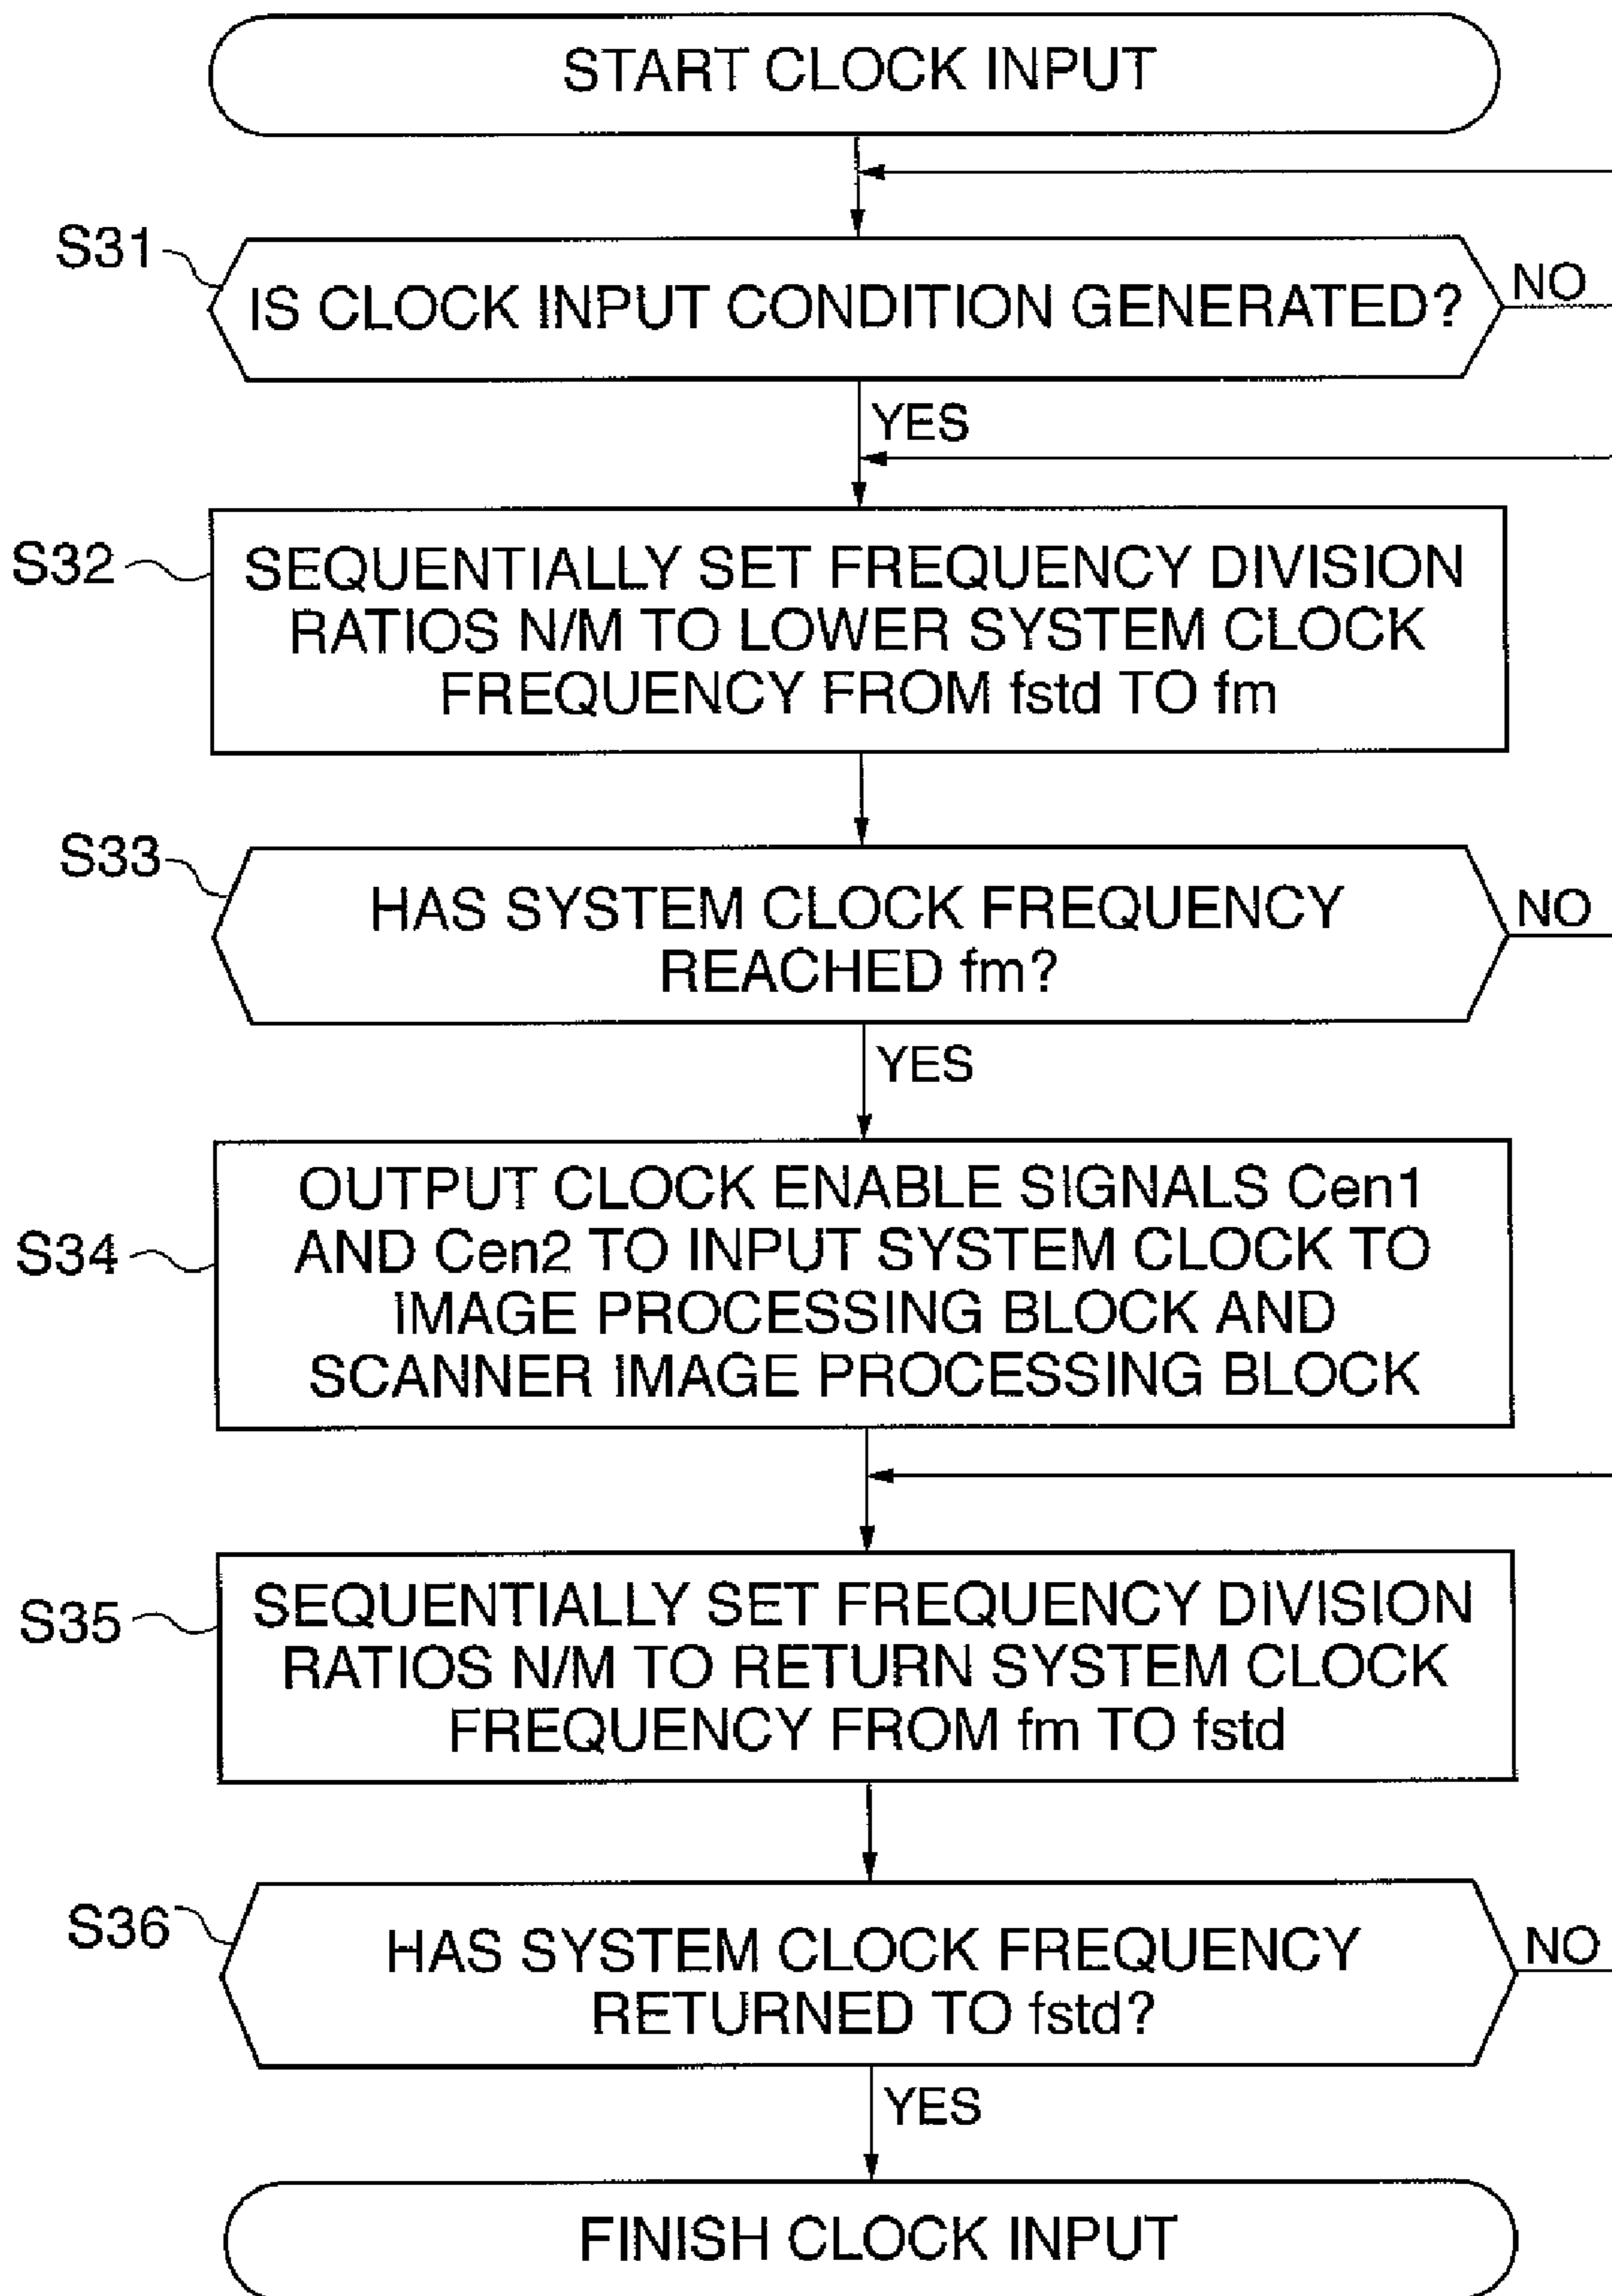 START CLOCK INPUT
S31
IS CLOCK INPUT CONDITION GENERATED?
NO
YES
S32
SEQUENTIALLY SET FREQUENCY DIVISION
RATIOS N/M TO LOWER SYSTEM CLOCK
FREQUENCY FROM fstd TO fm
S33
HAS SYSTEM CLOCK FREQUENCY
REACHED fm?
NO
YES
S34
OUTPUT CLOCK ENABLE SIGNALS Cen1
AND Cen2 TO INPUT SYSTEM CLOCK TO
IMAGE PROCESSING BLOCK AND
SCANNER IMAGE PROCESSING BLOCK
S35
SEQUENTIALLY SET FREQUENCY DIVISION
RATIOS N/M TO RETURN SYSTEM CLOCK
FREQUENCY FROM fm TO fstd
S36
HAS SYSTEM CLOCK FREQUENCY
RETURNED TO fstd?
NO
YES
FINISH CLOCK INPUT